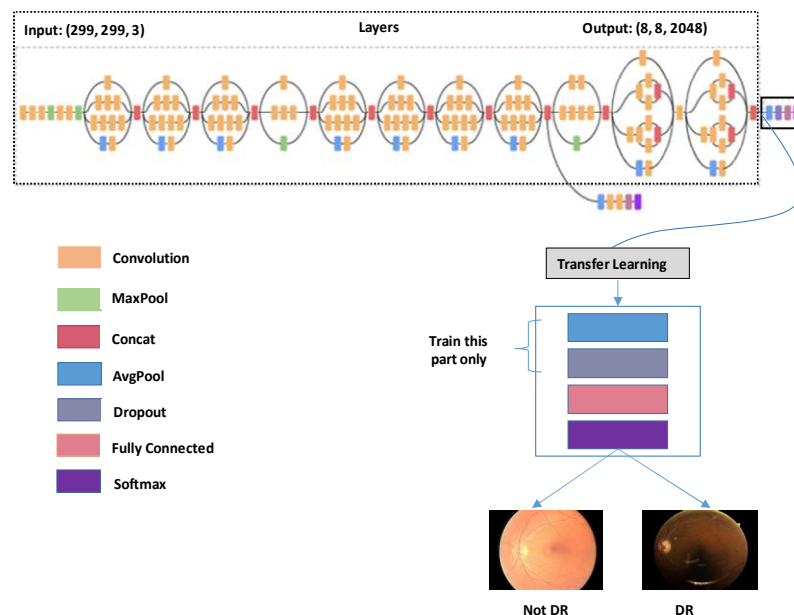 Input: (299, 299, 3)
Layers
Output: (8, 8, 2048)
Convolution
MaxPool
Concat
AvgPool
Dropout
Fully Connected
Softmax
Transfer Learning
Train this
part only
Not DR
DR